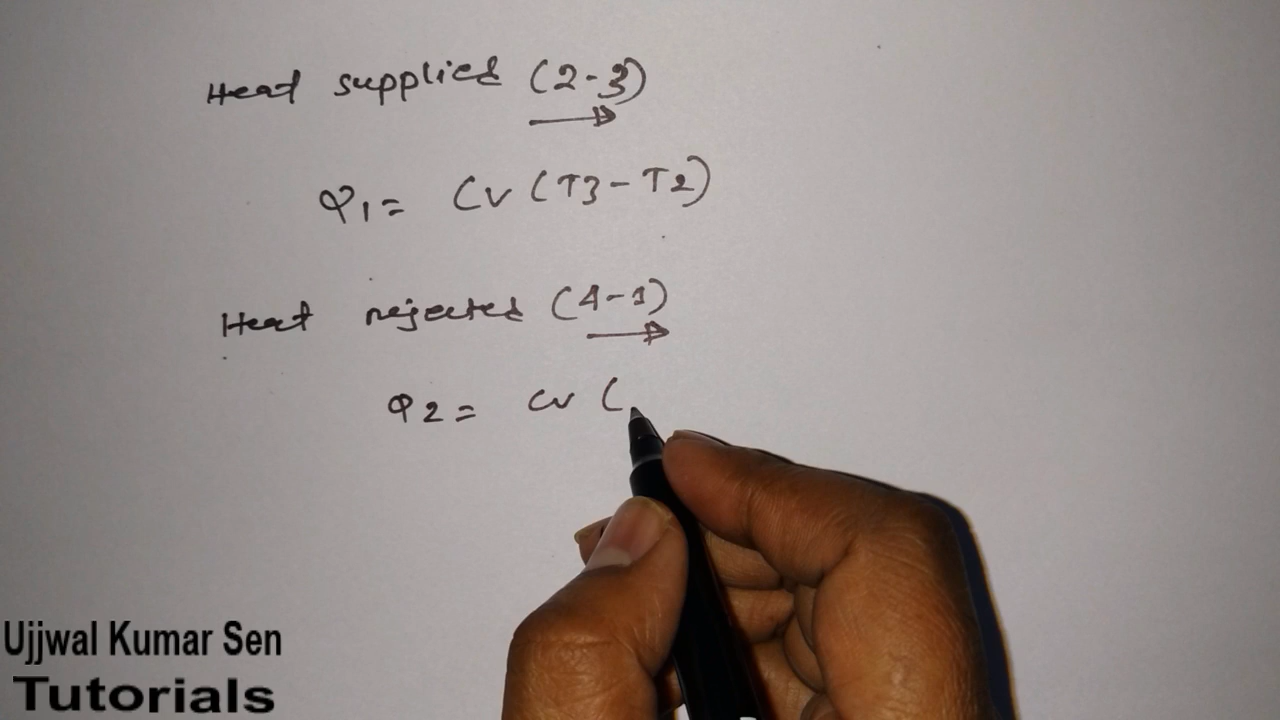 Heat supplied (2-3)
Q1 = Cv (T3-T2)
Heat rejected (4-1)
Q2 = Cv (
Ujjwal Kumar Sen
Tutorials